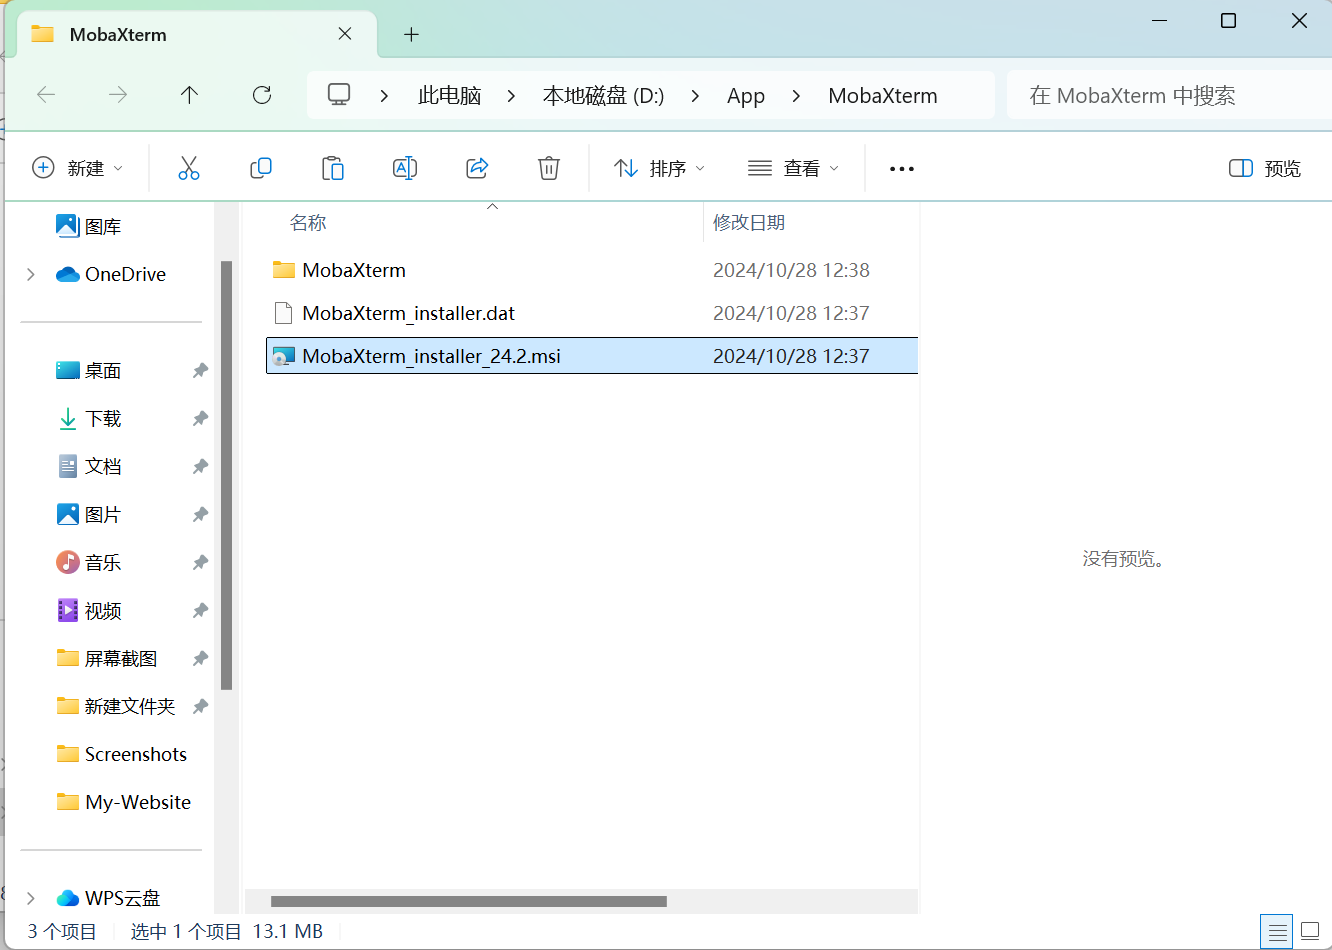 MobaXterm
此电脑 本地磁盘 (D:) App MobaXterm
在 MobaXterm 中搜索
新建 排序 查看 预览
图库
OneDrive
桌面
下载
文档
图片
音乐
视频
屏幕截图
新建文件夹
Screenshots
My-Website
WPS云盘
名称 修改日期
MobaXterm 2024/10/28 12:38
MobaXterm_installer.dat 2024/10/28 12:37
MobaXterm_installer_24.2.msi 2024/10/28 12:37
没有预览。
3 个项目 选中 1 个项目 13.1 MB